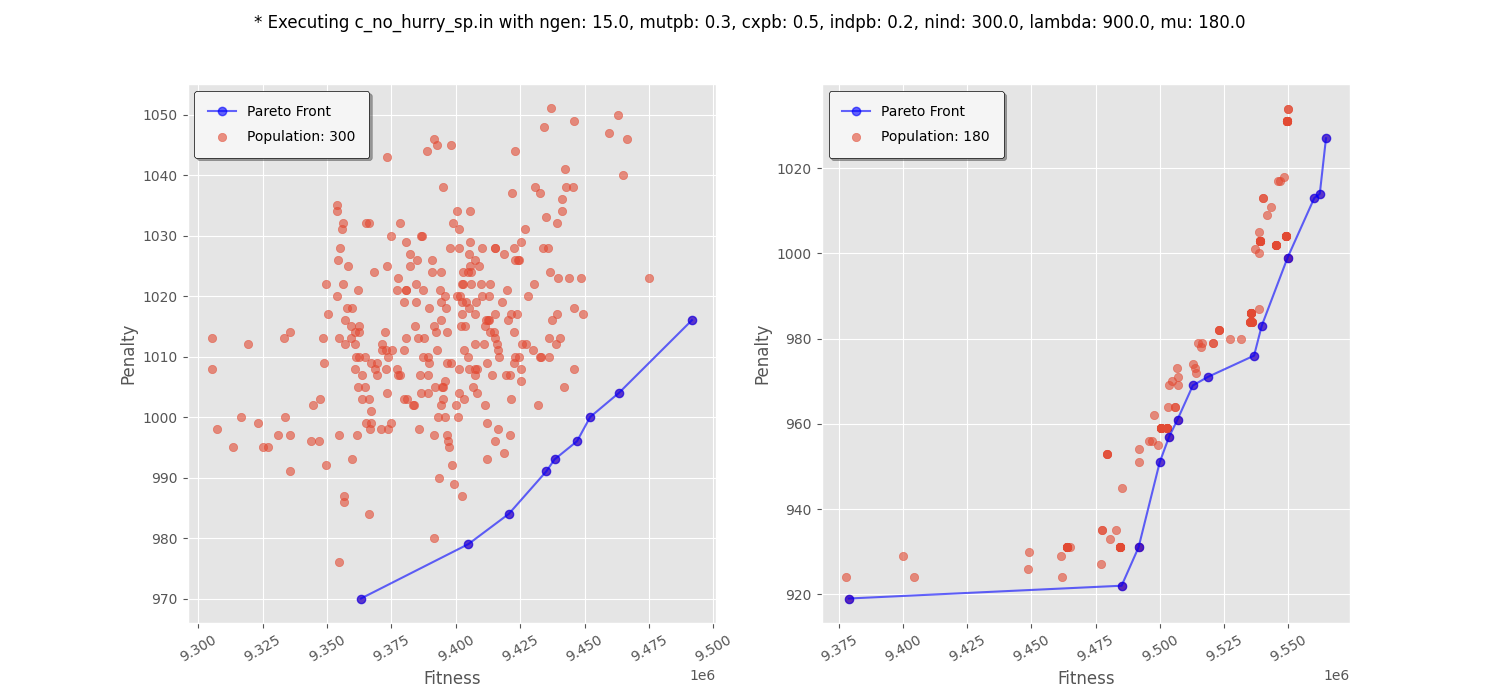 * Executing c_no_hurry_sp.in with ngen: 15.0, mutpb: 0.3, cxpb: 0.5, indpb: 0.2, nind: 300.0, lambda: 900.0, mu: 180.0
Pareto Front
Population: 300
1050
1040
1030
1020
1010
1000
990
980
970
Penalty
9.300
9.325
9.350
9.375
9.400
9.425
9.450
9.475
9.500
1e6
Fitness
Pareto Front
Population: 180
1020
1000
980
960
940
920
Penalty
9.375
9.400
9.425
9.450
9.475
9.500
9.525
9.550
1e6
Fitness